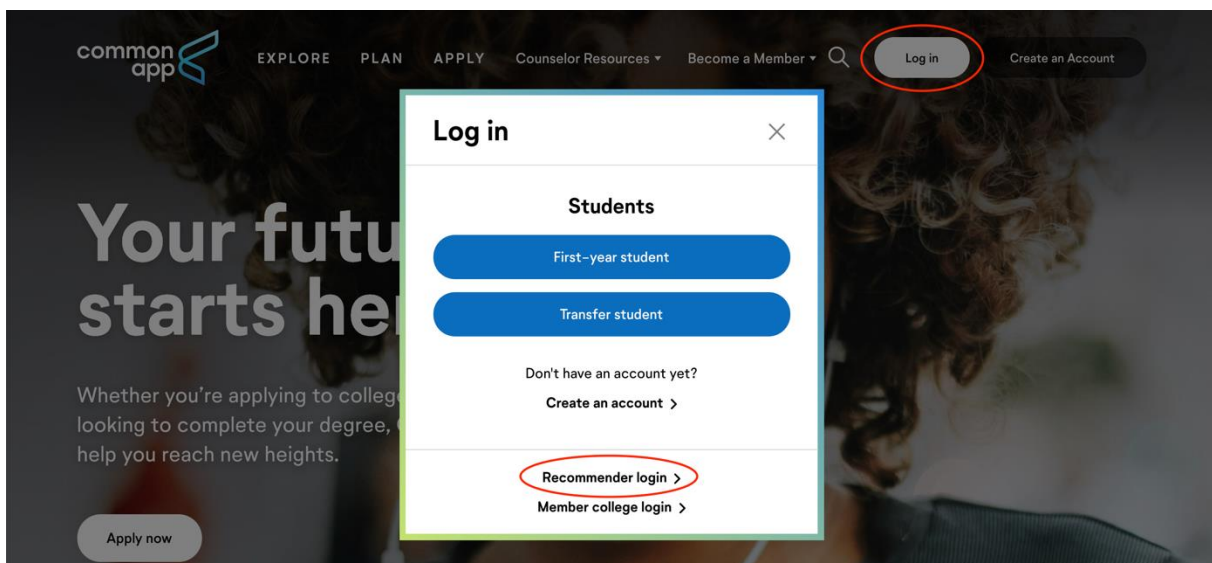 common
app
EXPLORE PLAN APPLY Counselor Resources Become a Member Log in Create an Account
Log in
Students
First-year student
Transfer student
Don't have an account yet?
Create an account >
Recommender login >
Member college login >
Your futu
starts he
Whether you're applying to colleg
looking to complete your degree,
help you reach new heights.
Apply now